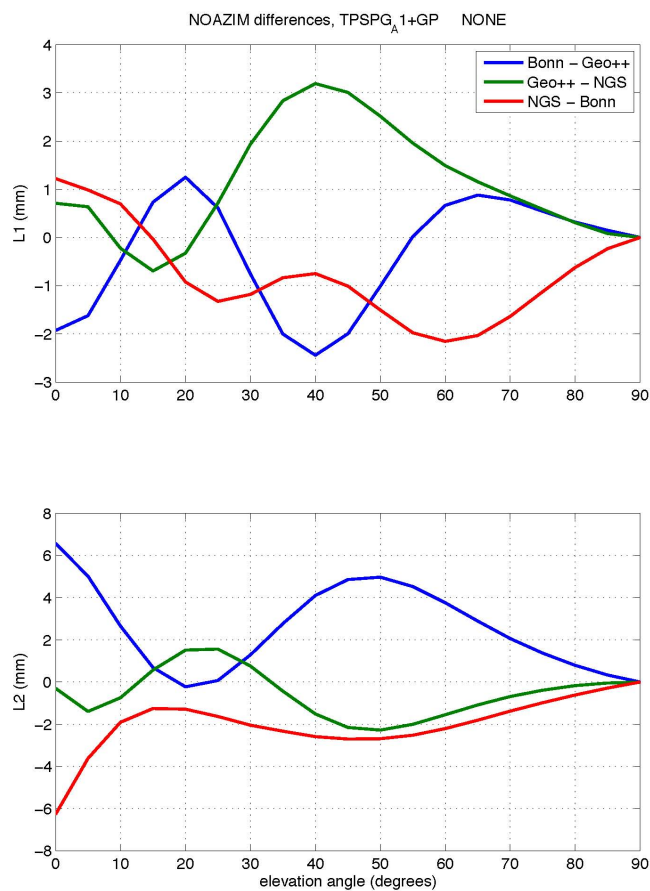 NOAZIM differences, TPSPG_A1+GP NONE
4
3
2
1
0
−1
−2
−3
L1 (mm)
Bonn − Geo++
Geo++ − NGS
NGS − Bonn
0 10 20 30 40 50 60 70 80 90
8
6
4
2
0
−2
−4
−6
−8
L2 (mm)
0 10 20 30 40 50 60 70 80 90
elevation angle (degrees)